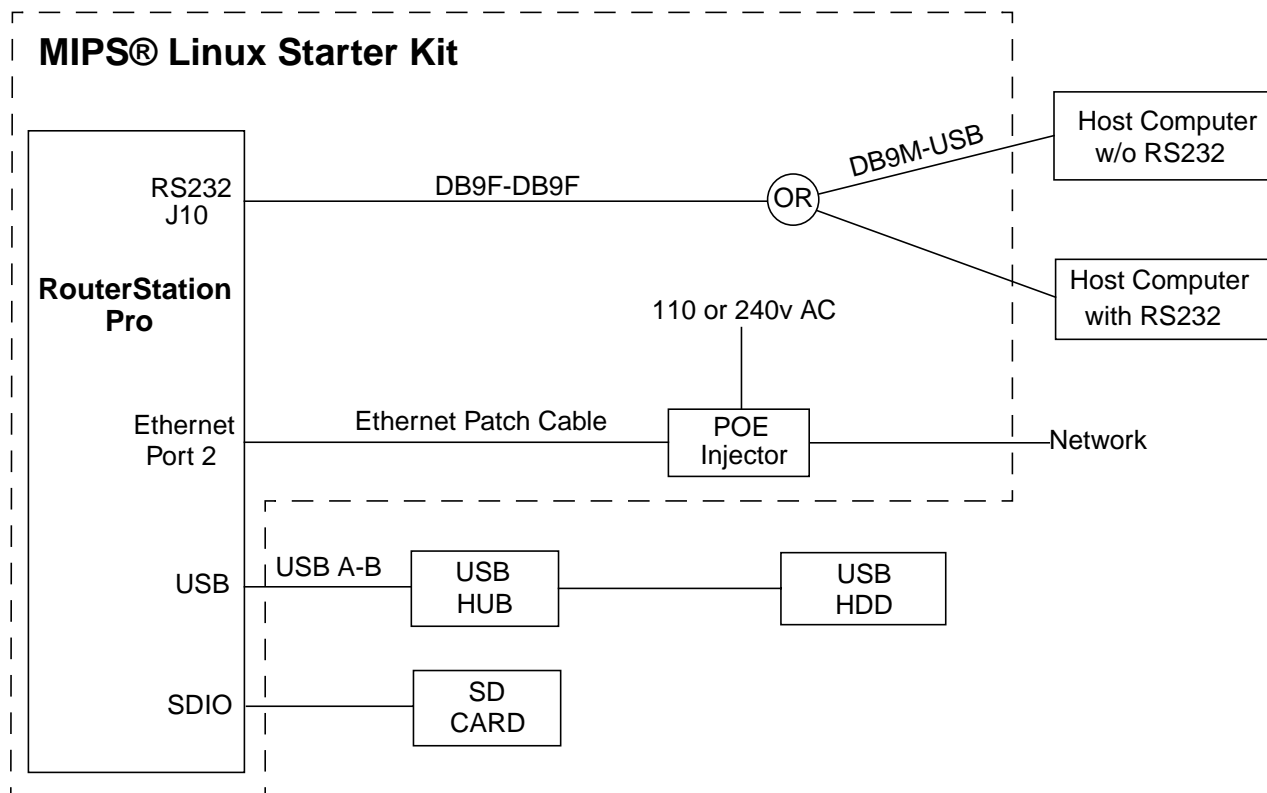 MIPS® Linux Starter Kit
RS232
J10
DB9F-DB9F
OR
DB9M-USB
Host Computer
w/o RS232
Host Computer
with RS232
RouterStation
Pro
110 or 240v AC
Ethernet
Port 2
Ethernet Patch Cable
POE
Injector
Network
USB
USB A-B
USB
HUB
USB
HDD
SDIO
SD
CARD